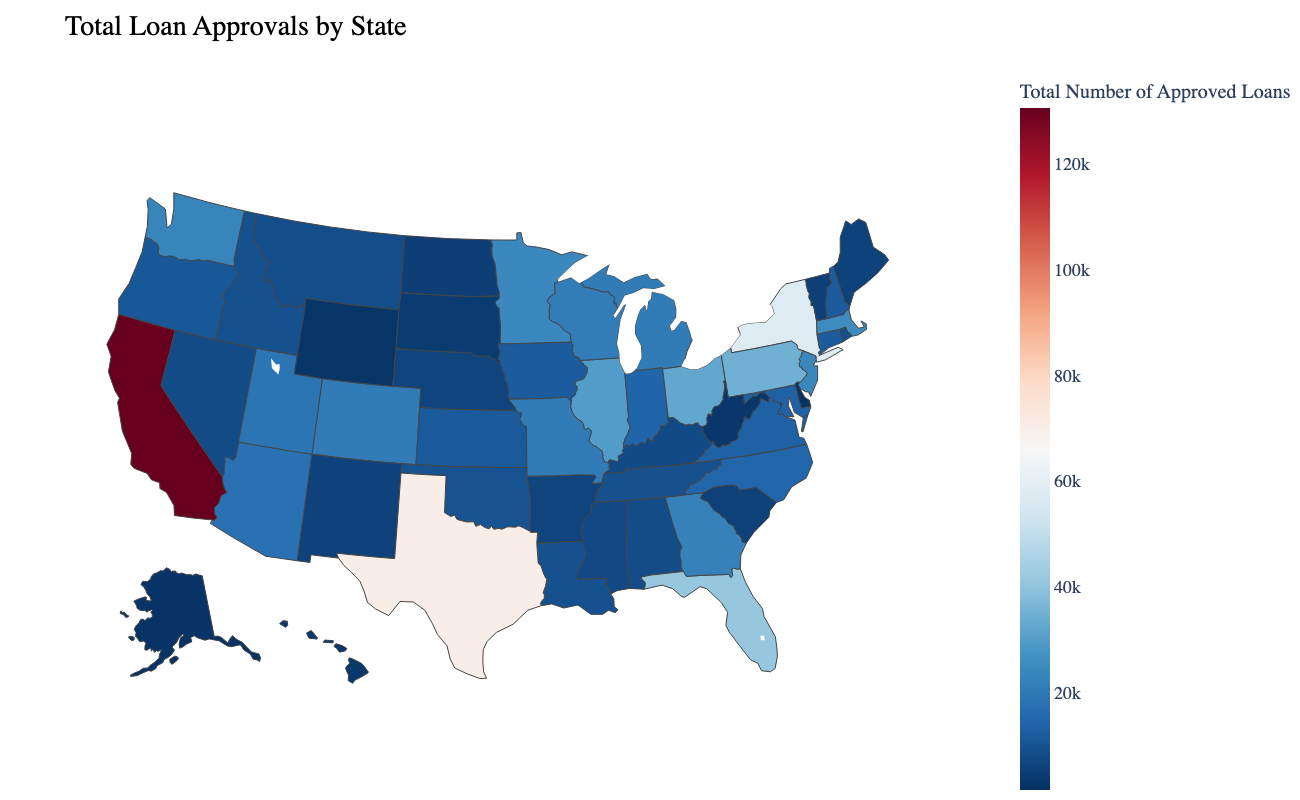 Total Loan Approvals by State
Total Number of Approved Loans
120k
100k
80k
60k
40k
20k